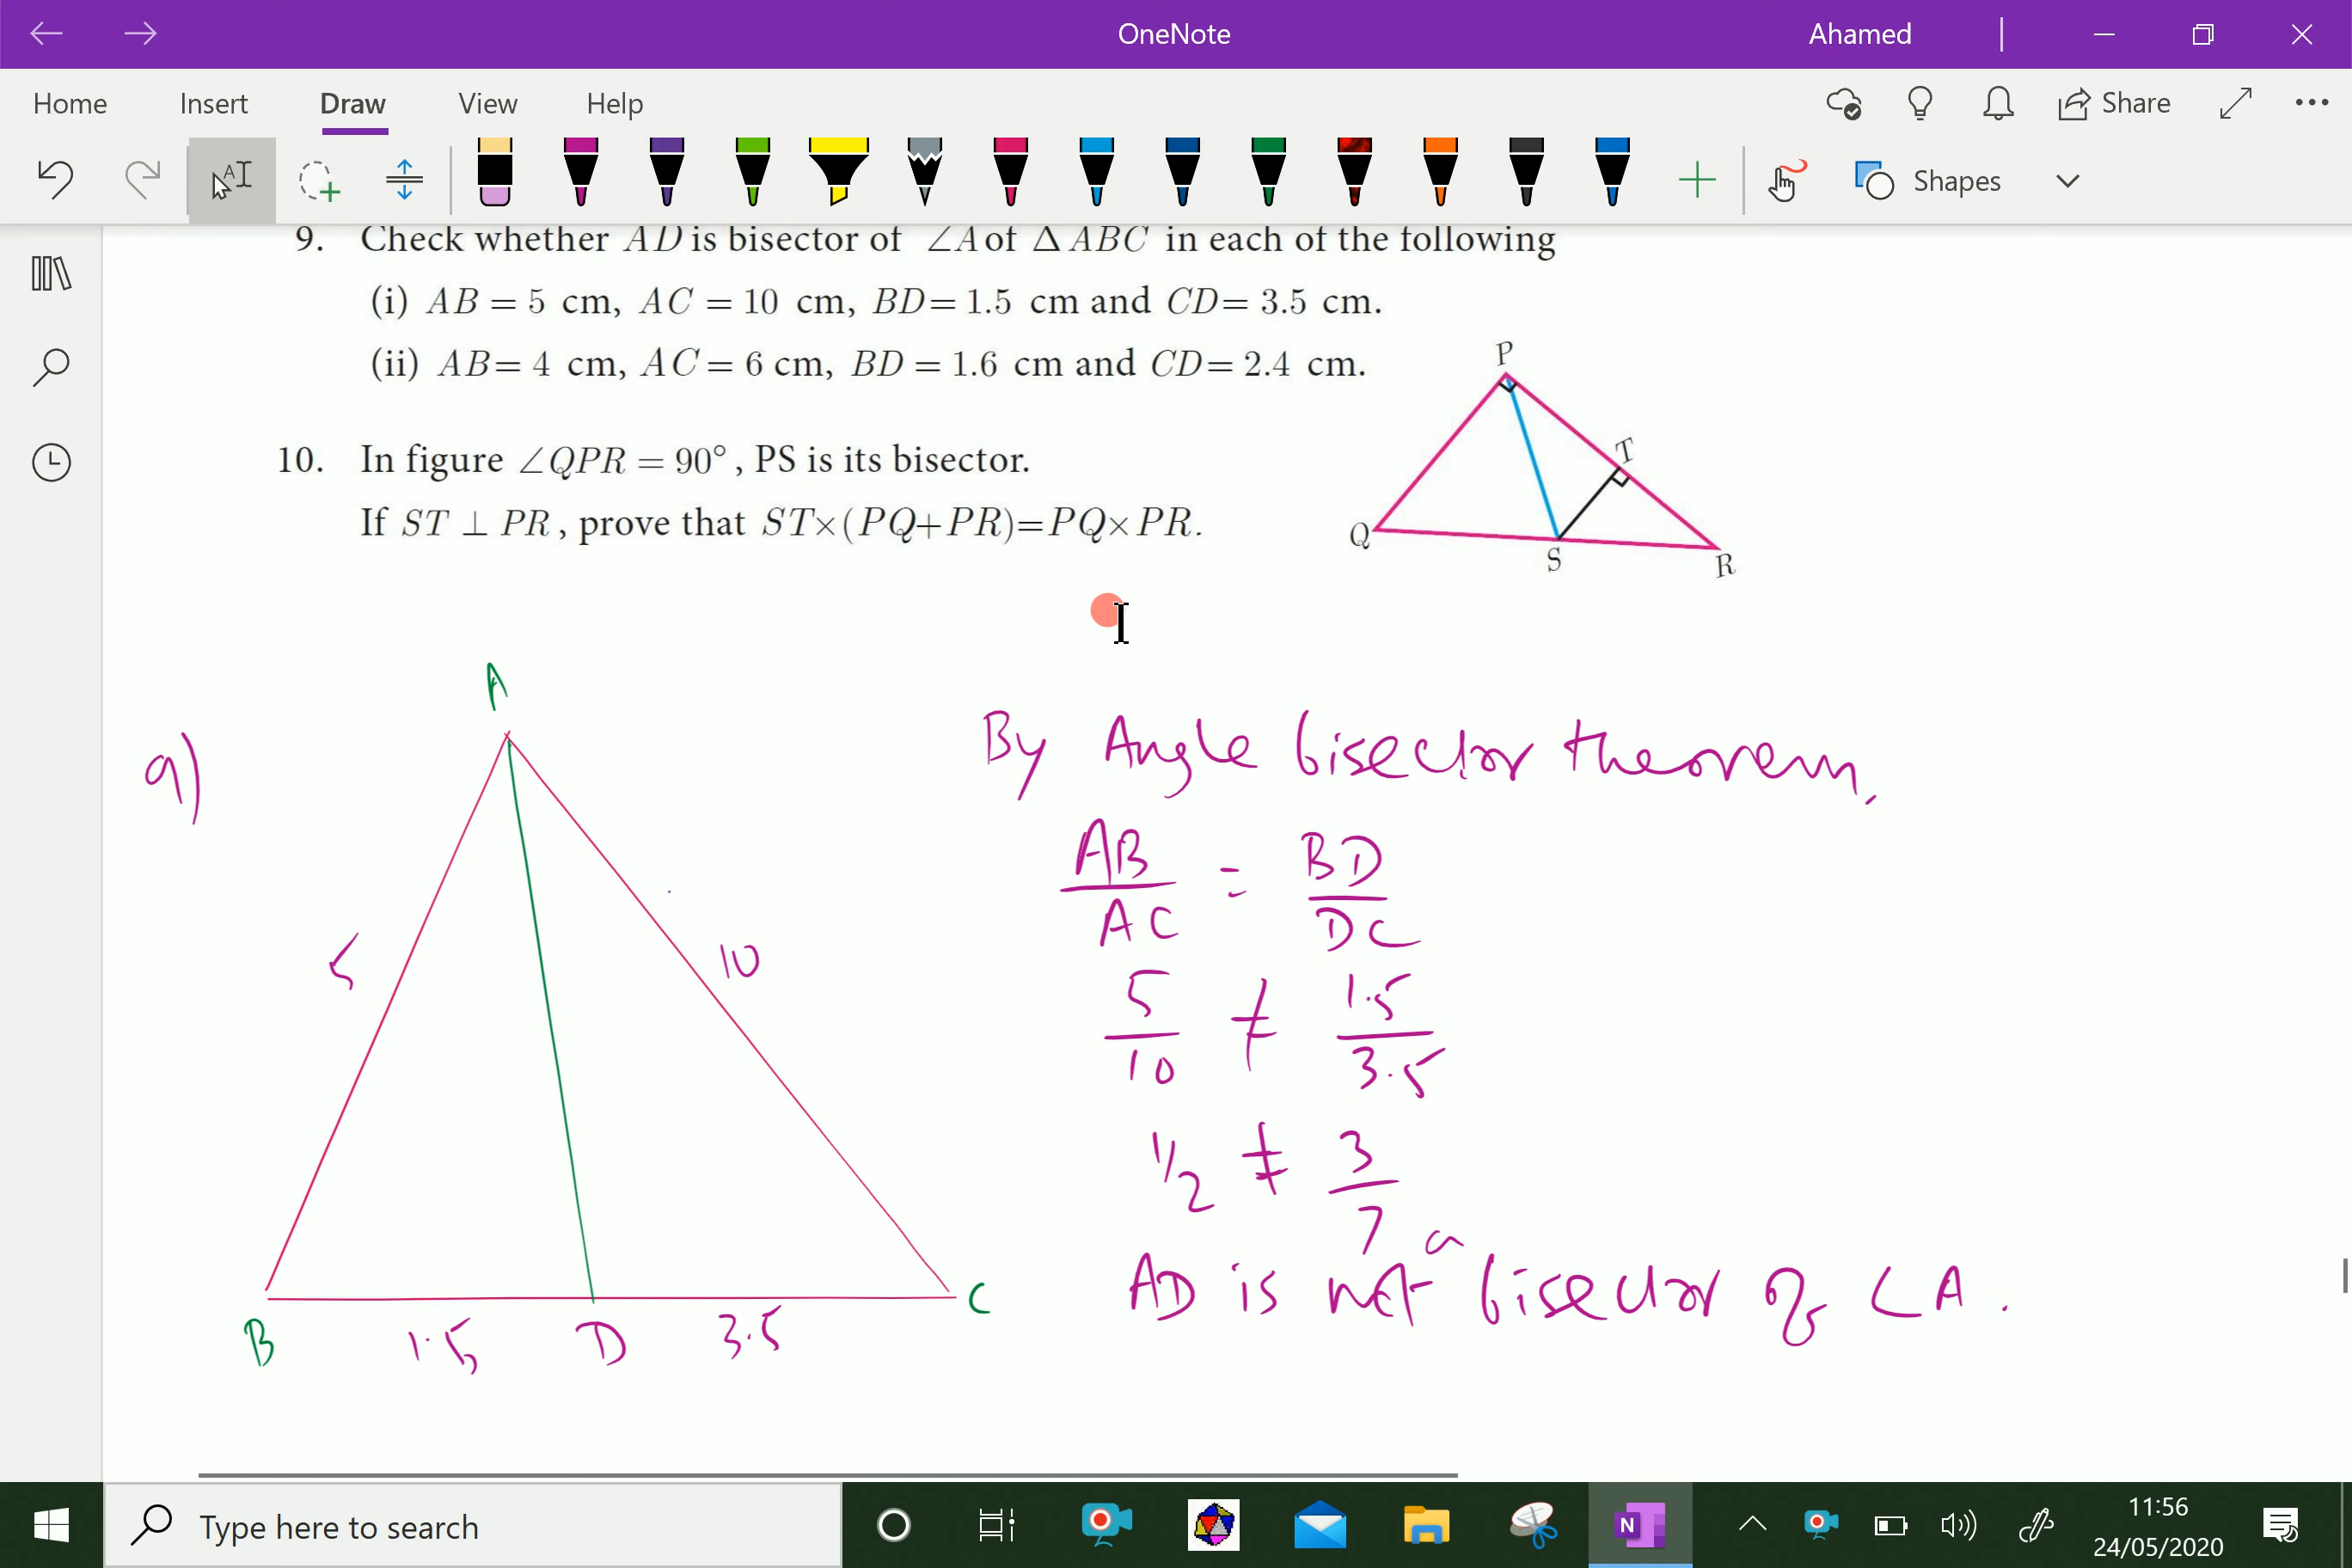 OneNote
Ahamed
Home Insert Draw View Help
Share
Shapes
9. Check whether AD is bisector of ∠A of Δ ABC in each of the following
(i) AB = 5 cm, AC = 10 cm, BD= 1.5 cm and CD= 3.5 cm.
(ii) AB= 4 cm, AC= 6 cm, BD = 1.6 cm and CD= 2.4 cm.
10. In figure ∠QPR = 90°, PS is its bisector.
If ST ⊥ PR, prove that ST×(PQ+PR)=PQ×PR.
P
T
Q
S
R
9)
A
5
10
B
1.5
D
3.5
C
By Angle bisector theorem,
AB/AC = BD/DC
5/10 ≠ 1.5/3.5
1/2 ≠ 3/7
AD is not a bisector of ∠A.
Type here to search
N
11:56
24/05/2020